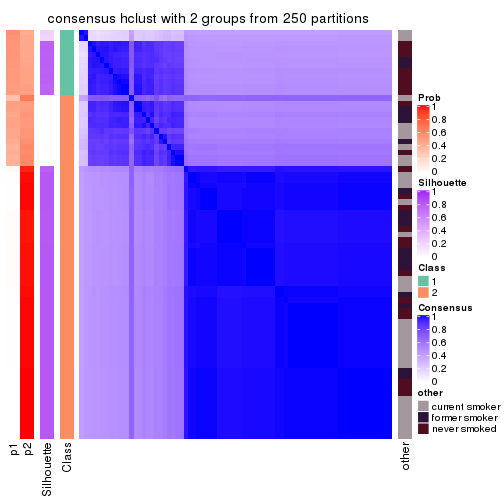 consensus hclust with 2 groups from 250 partitions
Prob
1
0.8
0.6
0.4
0.2
0
Silhouette
1
0.8
0.6
0.4
0.2
0
Class
1
2
Consensus
1
0.8
0.6
0.4
0.2
0
other
current smoker
former smoker
never smoked
p1
p2
Silhouette
Class
other